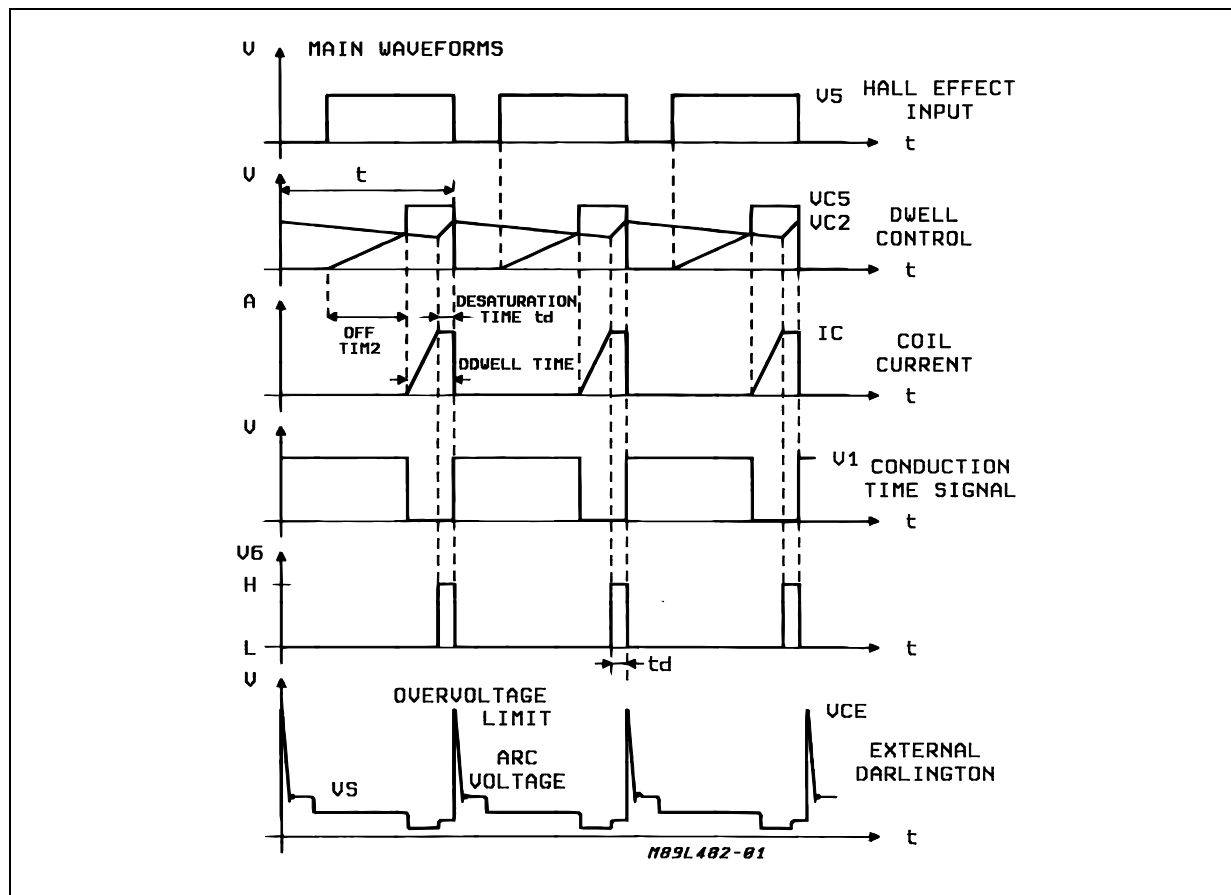 V
MAIN WAVEFORMS
V5
HALL EFFECT
INPUT
t
V
t
VC5
VC2
DWELL
CONTROL
t
A
DESATURATION
TIME td
OFF
TIM2
DDWELL TIME
IC
COIL
CURRENT
t
V
V1
CONDUCTION
TIME SIGNAL
t
V6
H
L
td
t
V
OVERVOLTAGE
LIMIT
VCE
ARC
VOLTAGE
VS
EXTERNAL
DARLINGTON
t
M89L402-01